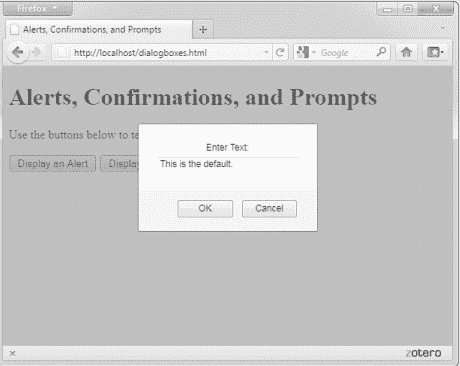 Firefox
Alerts, Confirmations, and Prompts
http://localhost/dialogboxes.html
Google
Alerts, Confirmations, and Prompts
Use the buttons below to te
Display an Alert
Display
Enter Text:
This is the default.
OK
Cancel
zotero